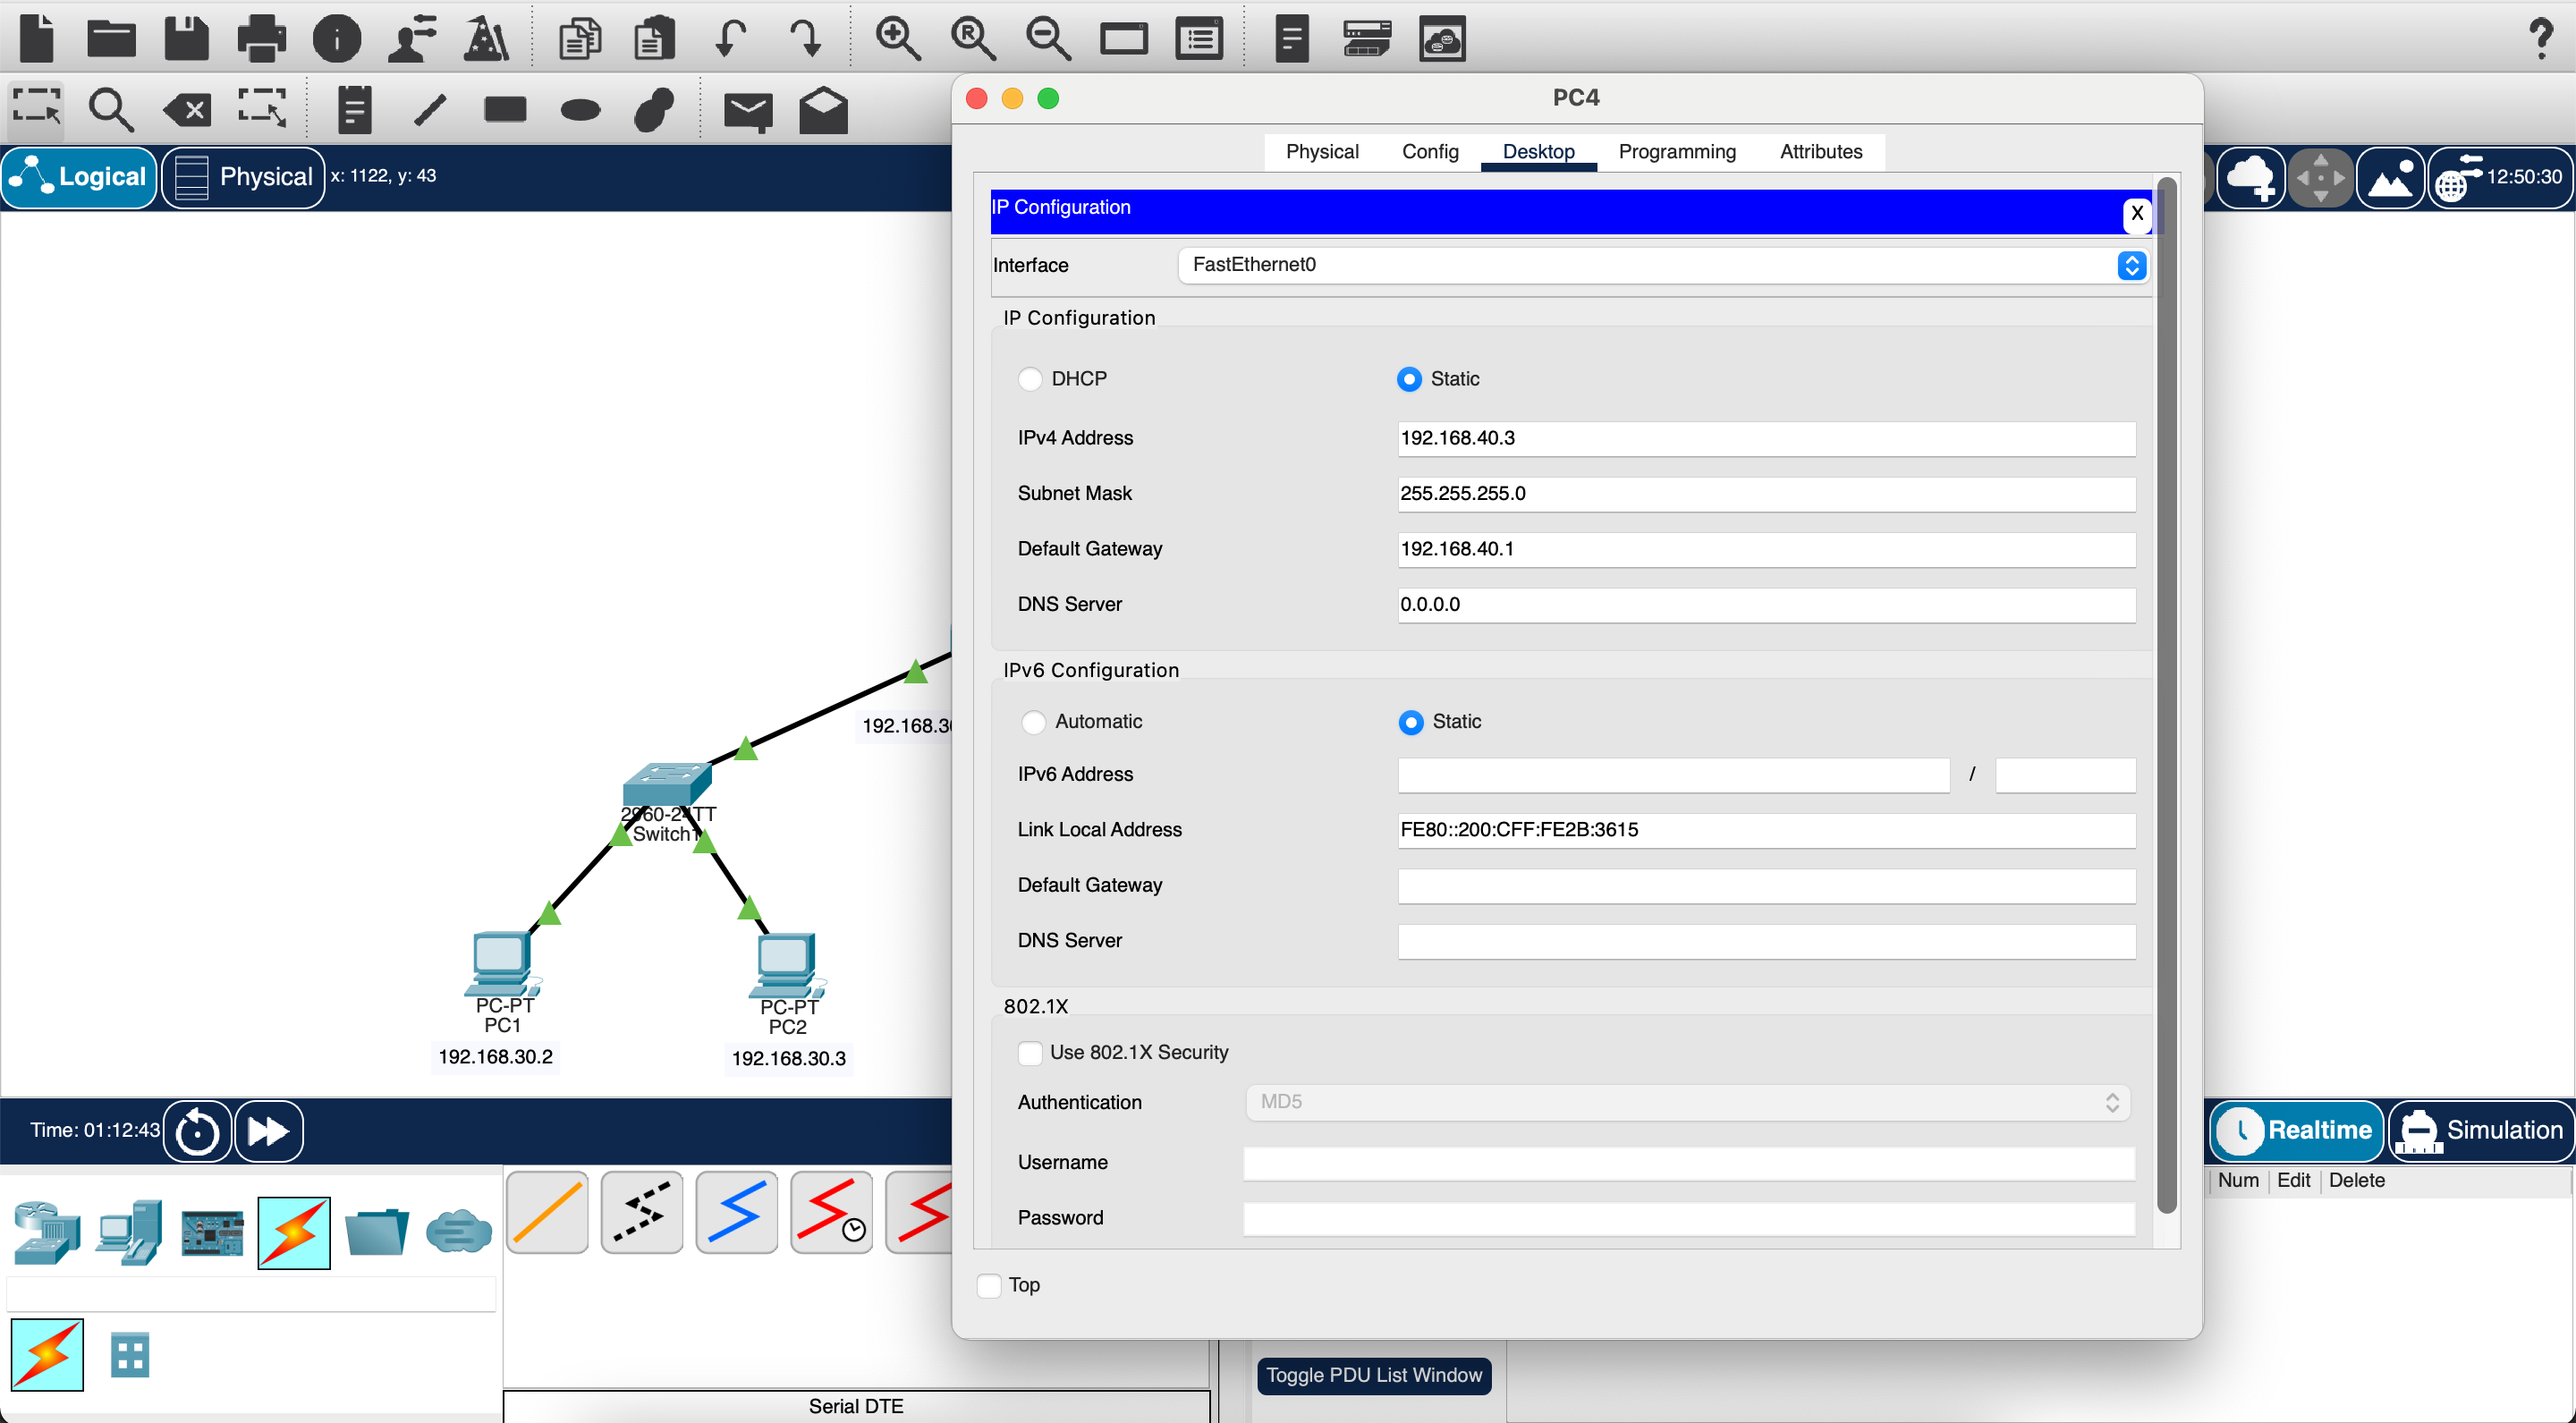 PC4
Logical
Physical
x: 1122, y: 43
12:50:30
Physical
Config
Desktop
Programming
Attributes
IP Configuration
X
Interface
FastEthernet0
IP Configuration
DHCP
Static
IPv4 Address
192.168.40.3
Subnet Mask
255.255.255.0
Default Gateway
192.168.40.1
DNS Server
0.0.0.0
IPv6 Configuration
Automatic
Static
IPv6 Address
/
Link Local Address
FE80::200:CFF:FE2B:3615
Default Gateway
DNS Server
802.1X
Use 802.1X Security
Authentication
MD5
Username
Password
Top
192.168.30
2960-24TT
Switch1
PC-PT
PC1
192.168.30.2
PC-PT
PC2
192.168.30.3
Time: 01:12:43
Realtime
Simulation
Num
Edit
Delete
Toggle PDU List Window
Serial DTE